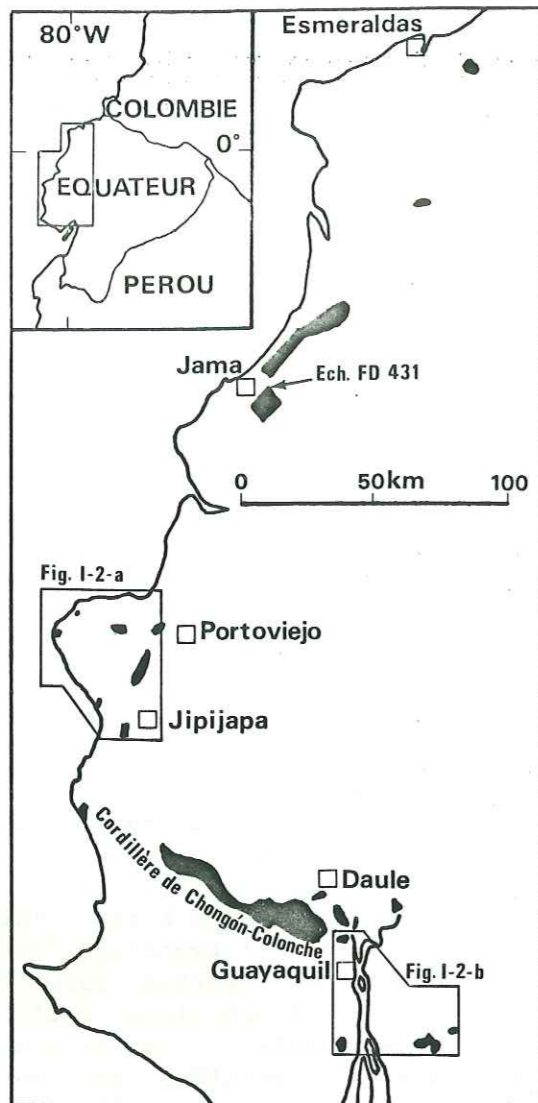 80°W
COLOMBIE
0°
EQUATEUR
PEROU
Esmeraldas
Jama
Ech. FD 431
0 50km 100
Fig. I-2-a
Portoviejo
Jipijapa
Cordillère de Chongón-Colonche
Daule
Guayaquil
Fig. I-2-b